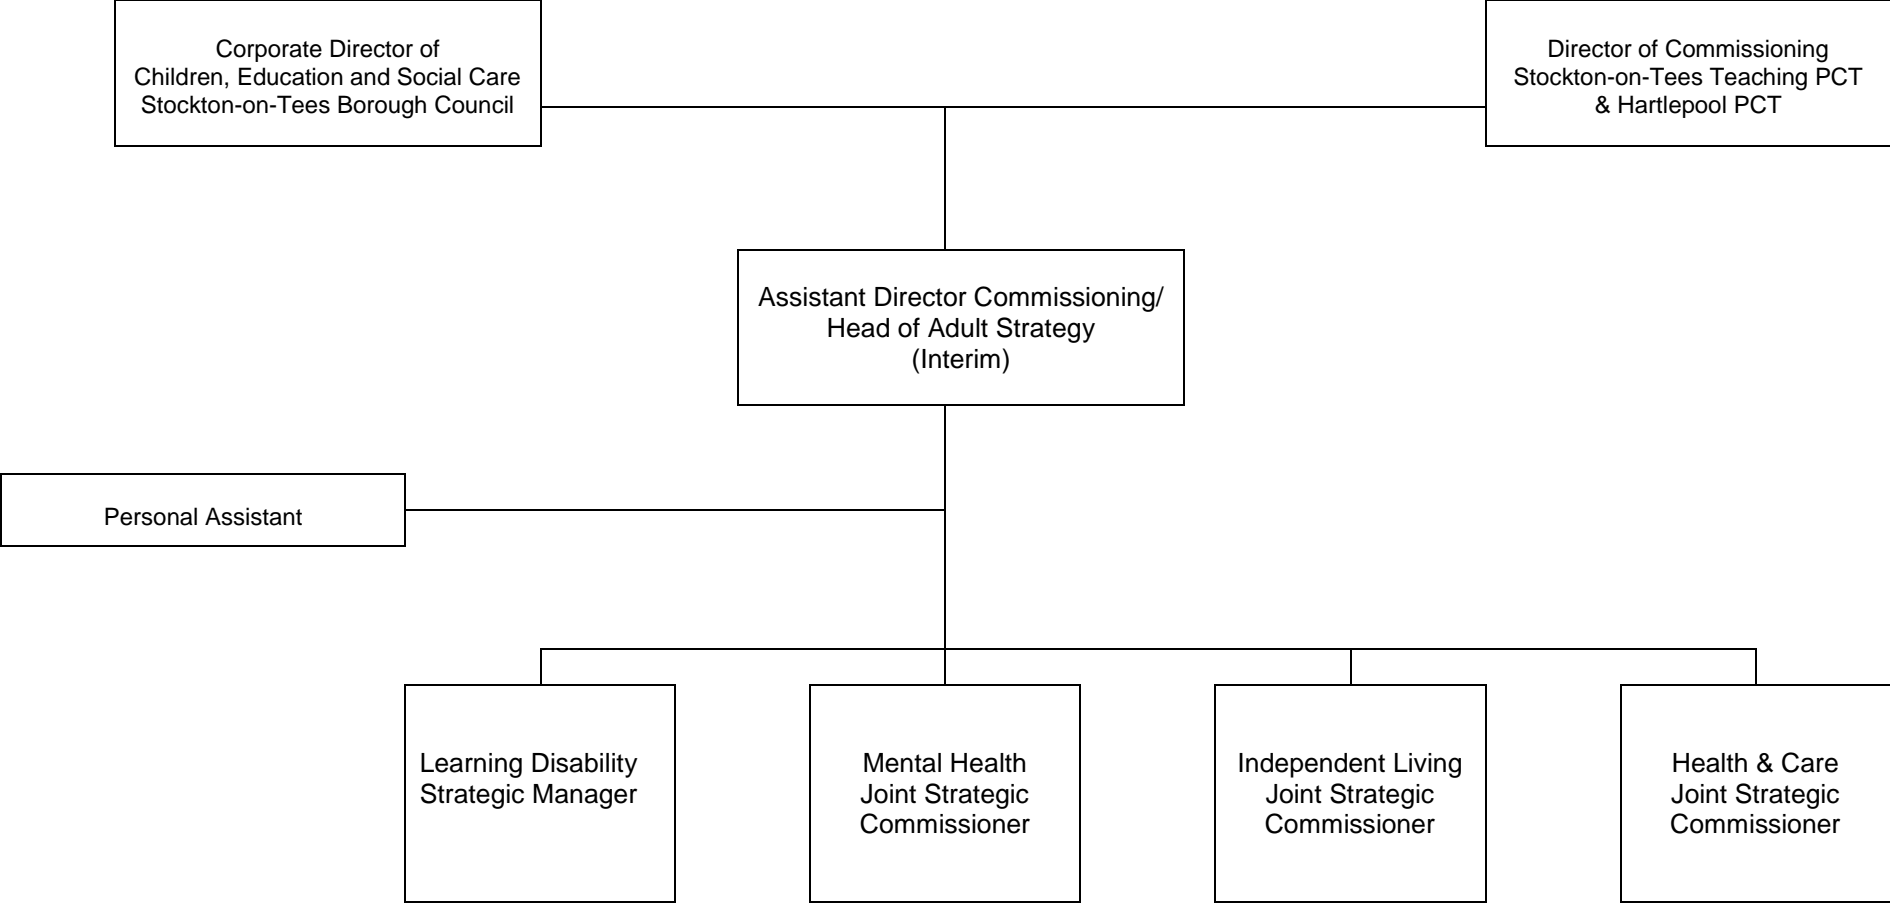 Corporate Director of
Children, Education and Social Care
Stockton-on-Tees Borough Council
Director of Commissioning
Stockton-on-Tees Teaching PCT
& Hartlepool PCT
Assistant Director Commissioning/
Head of Adult Strategy
(Interim)
Personal Assistant
Learning Disability
Strategic Manager
Mental Health
Joint Strategic
Commissioner
Independent Living
Joint Strategic
Commissioner
Health & Care
Joint Strategic
Commissioner